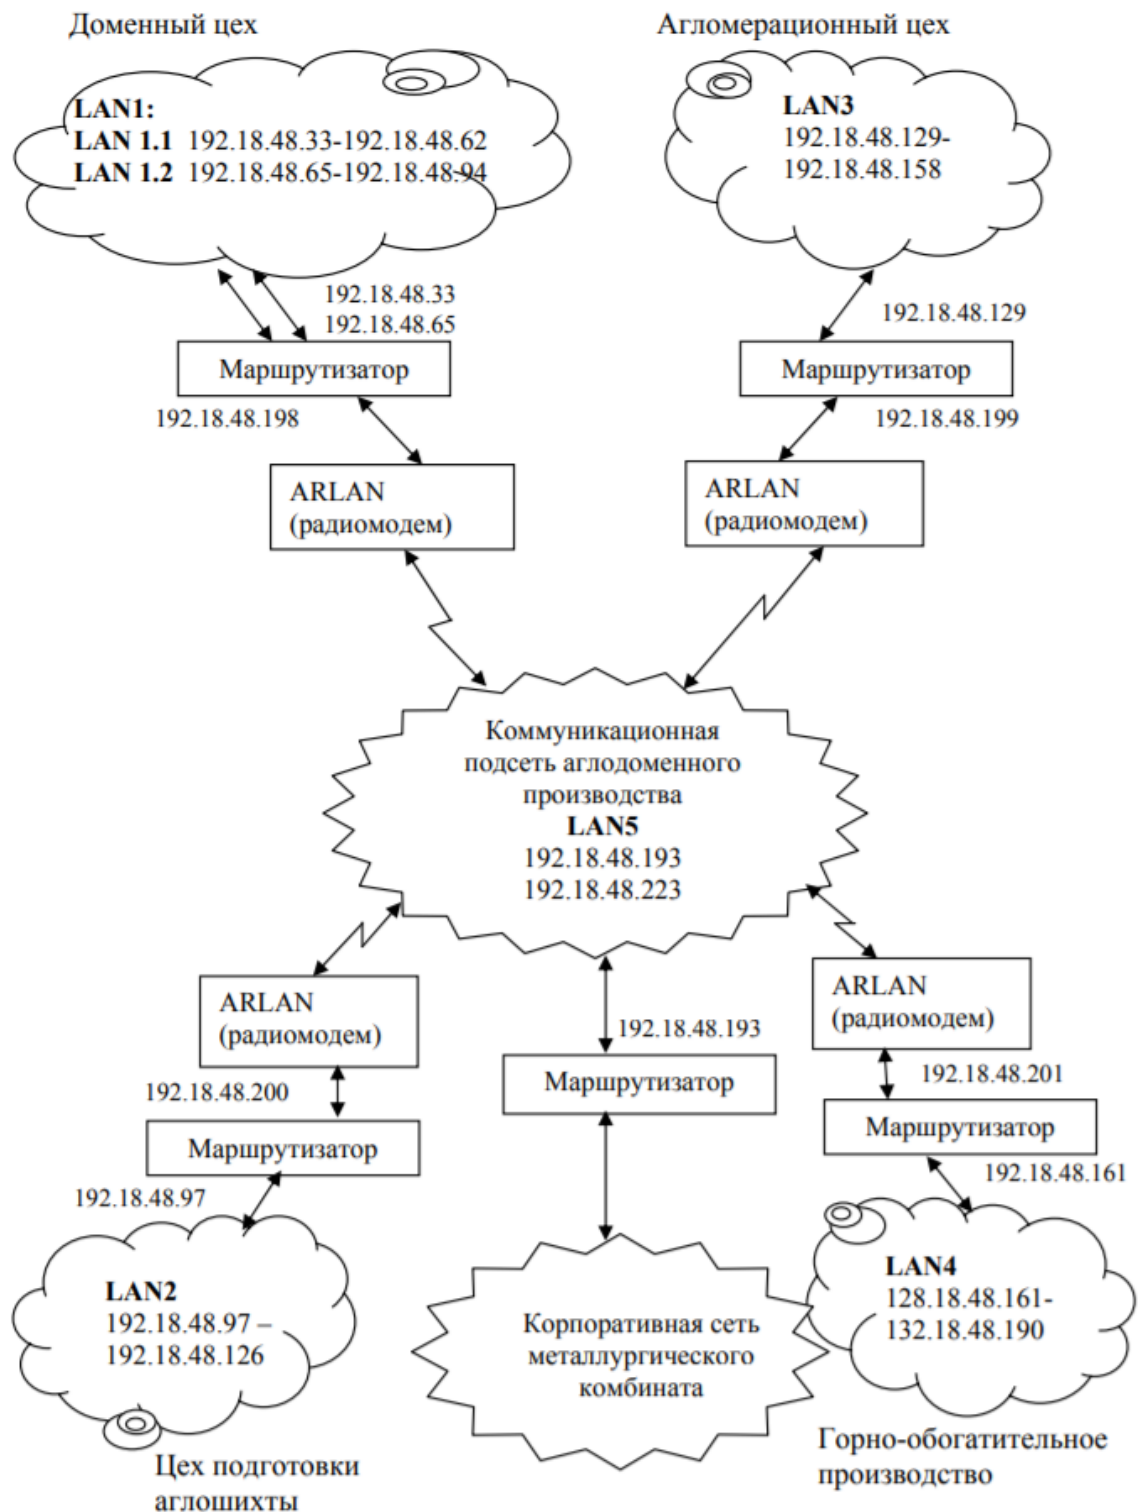 Доменный цех
Агломерационный цех
LAN1:
LAN 1.1 192.18.48.33-192.18.48.62
LAN 1.2 192.18.48.65-192.18.48.94
LAN3
192.18.48.129-
192.18.48.158
192.18.48.33
192.18.48.65
192.18.48.129
Маршрутизатор
Маршрутизатор
192.18.48.198
192.18.48.199
ARLAN
(радиомодем)
ARLAN
(радиомодем)
Коммуникационная
подсеть аглодоменного
производства
LAN5
192.18.48.193
192.18.48.223
ARLAN
(радиомодем)
192.18.48.193
ARLAN
(радиомодем)
192.18.48.200
Маршрутизатор
192.18.48.201
Маршрутизатор
Маршрутизатор
192.18.48.97
192.18.48.161
LAN2
192.18.48.97 –
192.18.48.126
Корпоративная сеть
металлургического
комбината
LAN4
128.18.48.161-
132.18.48.190
Цех подготовки
аглошихты
Горно-обогатительное
производство